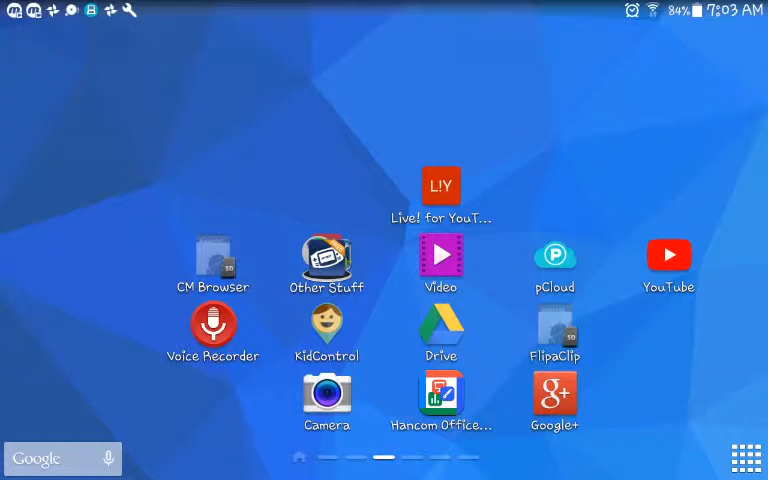 84% 7:03 AM
L!Y
Live! for YouT...
CM Browser
Other Stuff
Video
pCloud
YouTube
Voice Recorder
KidControl
Drive
FlipaClip
Camera
Hancom Office...
Google+
Google